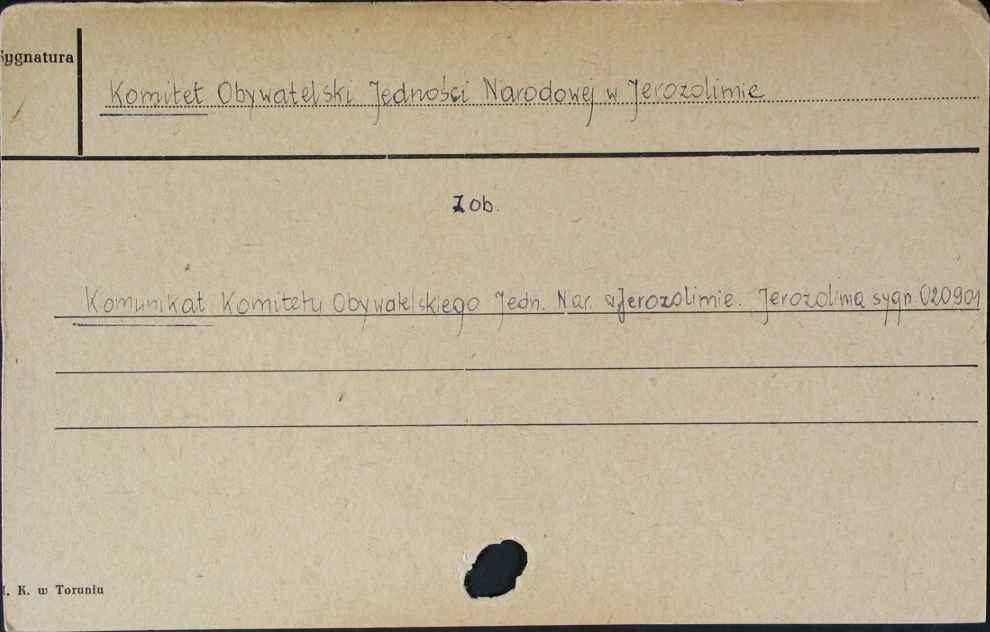 Sygnatura
Komitet Obywatelski Jedności Narodowej w Jerozolimie
Zob.
Komunikat Komitetu Obywatelskiego Jedn. Nar. w Jerozolimie. Jerozolima sygn. 020901
K. w Toruniu